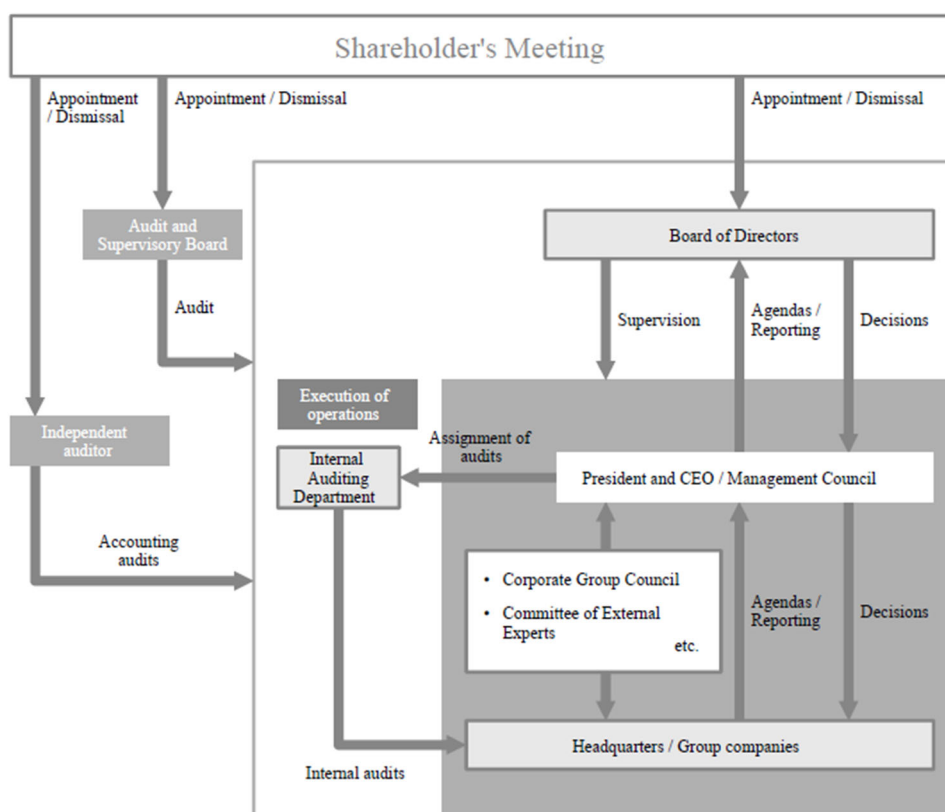 Shareholder's Meeting
Appointment
/ Dismissal
Appointment / Dismissal
Appointment / Dismissal
Audit and
Supervisory Board
Board of Directors
Audit
Supervision
Agendas /
Reporting
Decisions
Execution of
operations
Independent
auditor
Assignment of
audits
Internal
Auditing
Department
President and CEO / Management Council
Accounting
audits
• Corporate Group Council
• Committee of External
Experts
etc.
Agendas /
Reporting
Decisions
Headquarters / Group companies
Internal audits